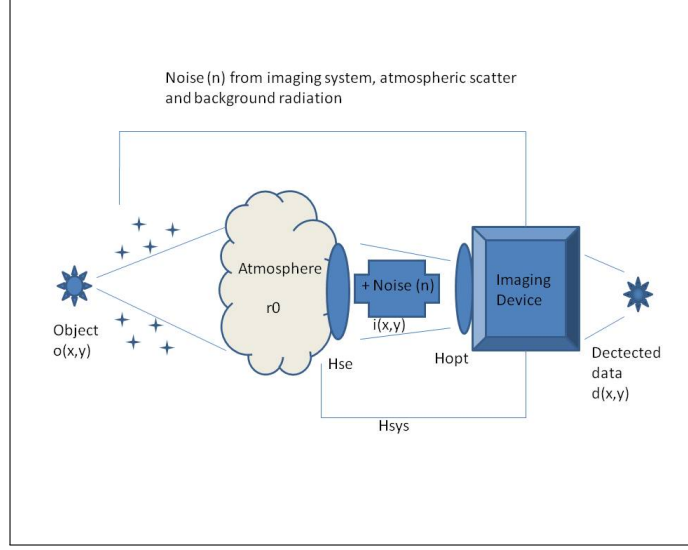 Noise (n) from imaging system, atmospheric scatter
and background radiation
Atmosphere
r0
+ Noise (n)
i(x,y)
Imaging
Device
Object
o(x,y)
Hse
Hopt
Dectected
data
d(x,y)
Hsys